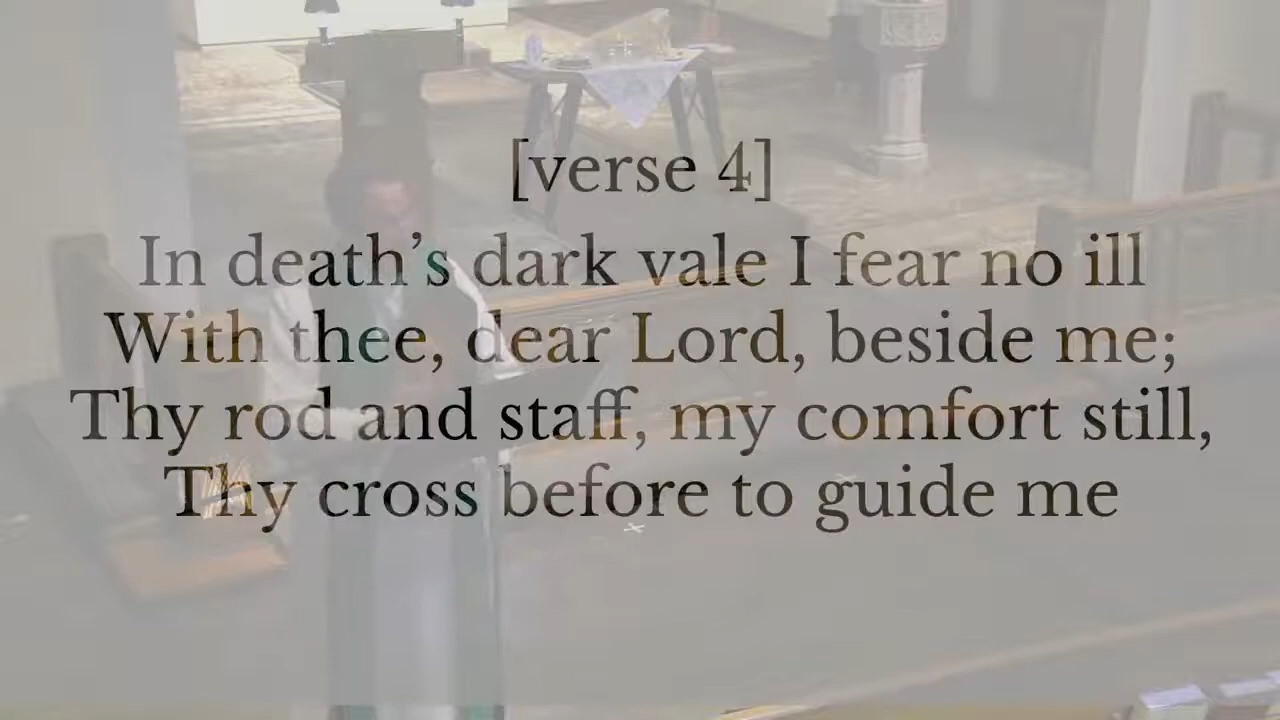 [verse 4]
In death’s dark vale I fear no ill
With thee, dear Lord, beside me;
Thy rod and staff, my comfort still,
Thy cross before to guide me